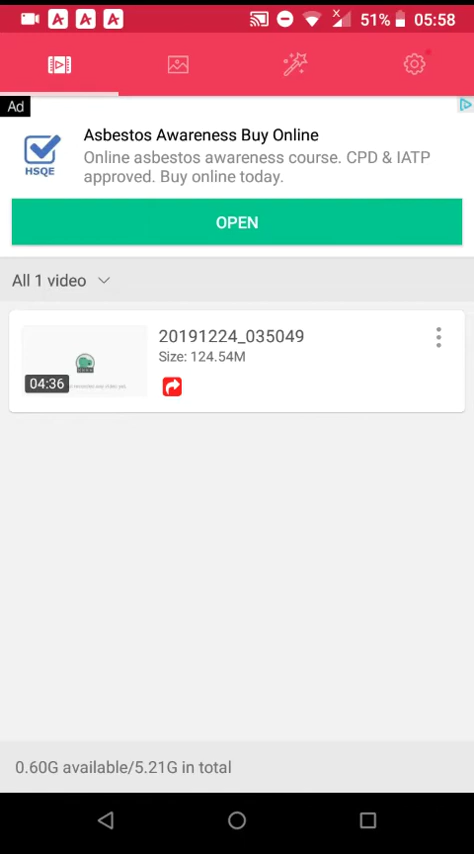 51% 05:58
Ad
Asbestos Awareness Buy Online
Online asbestos awareness course. CPD & IATP
approved. Buy online today.
HSQE
OPEN
All 1 video
20191224_035049
Size: 124.54M
04:36
0.60G available/5.21G in total